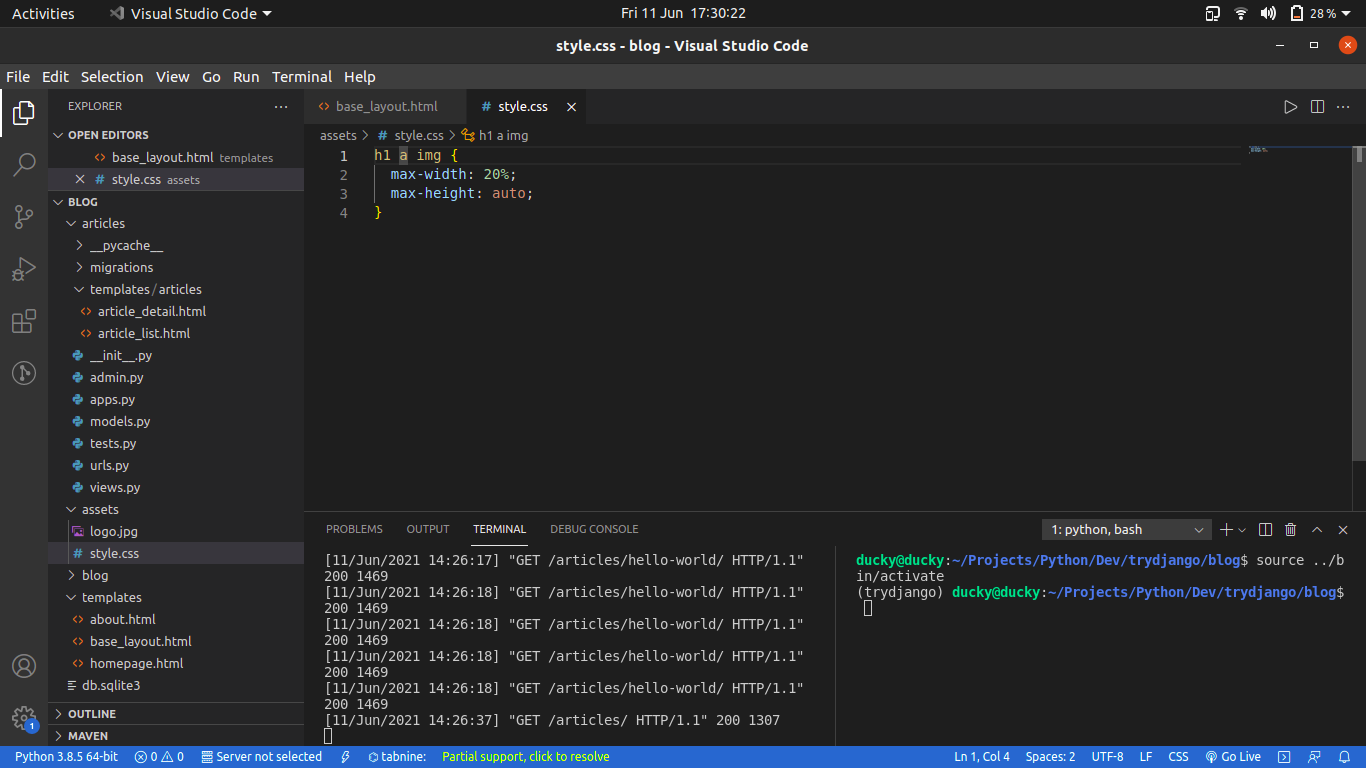 Activities
Visual Studio Code
Fri 11 Jun 17:30:22
28 %
style.css - blog - Visual Studio Code
File Edit Selection View Go Run Terminal Help
EXPLORER
OPEN EDITORS
base_layout.html templates
style.css assets
BLOG
articles
__pycache__
migrations
templates / articles
article_detail.html
article_list.html
__init__.py
admin.py
apps.py
models.py
tests.py
urls.py
views.py
assets
logo.jpg
style.css
blog
templates
about.html
base_layout.html
homepage.html
db.sqlite3
OUTLINE
MAVEN
1
base_layout.html
style.css
assets > style.css > h1 a img
1 h1 a img {
2 max-width: 20%;
3 max-height: auto;
4 }
PROBLEMS OUTPUT TERMINAL DEBUG CONSOLE
1: python, bash
[11/Jun/2021 14:26:17] "GET /articles/hello-world/ HTTP/1.1"
200 1469
[11/Jun/2021 14:26:18] "GET /articles/hello-world/ HTTP/1.1"
200 1469
[11/Jun/2021 14:26:18] "GET /articles/hello-world/ HTTP/1.1"
200 1469
[11/Jun/2021 14:26:18] "GET /articles/hello-world/ HTTP/1.1"
200 1469
[11/Jun/2021 14:26:18] "GET /articles/hello-world/ HTTP/1.1"
200 1469
[11/Jun/2021 14:26:37] "GET /articles/ HTTP/1.1" 200 1307
ducky@ducky:~/Projects/Python/Dev/trydjango/blog$ source ../b
in/activate
(trydjango) ducky@ducky:~/Projects/Python/Dev/trydjango/blog$
Python 3.8.5 64-bit 0 0 Server not selected tabnine: Partial support, click to resolve Ln 1, Col 4 Spaces: 2 UTF-8 LF CSS Go Live